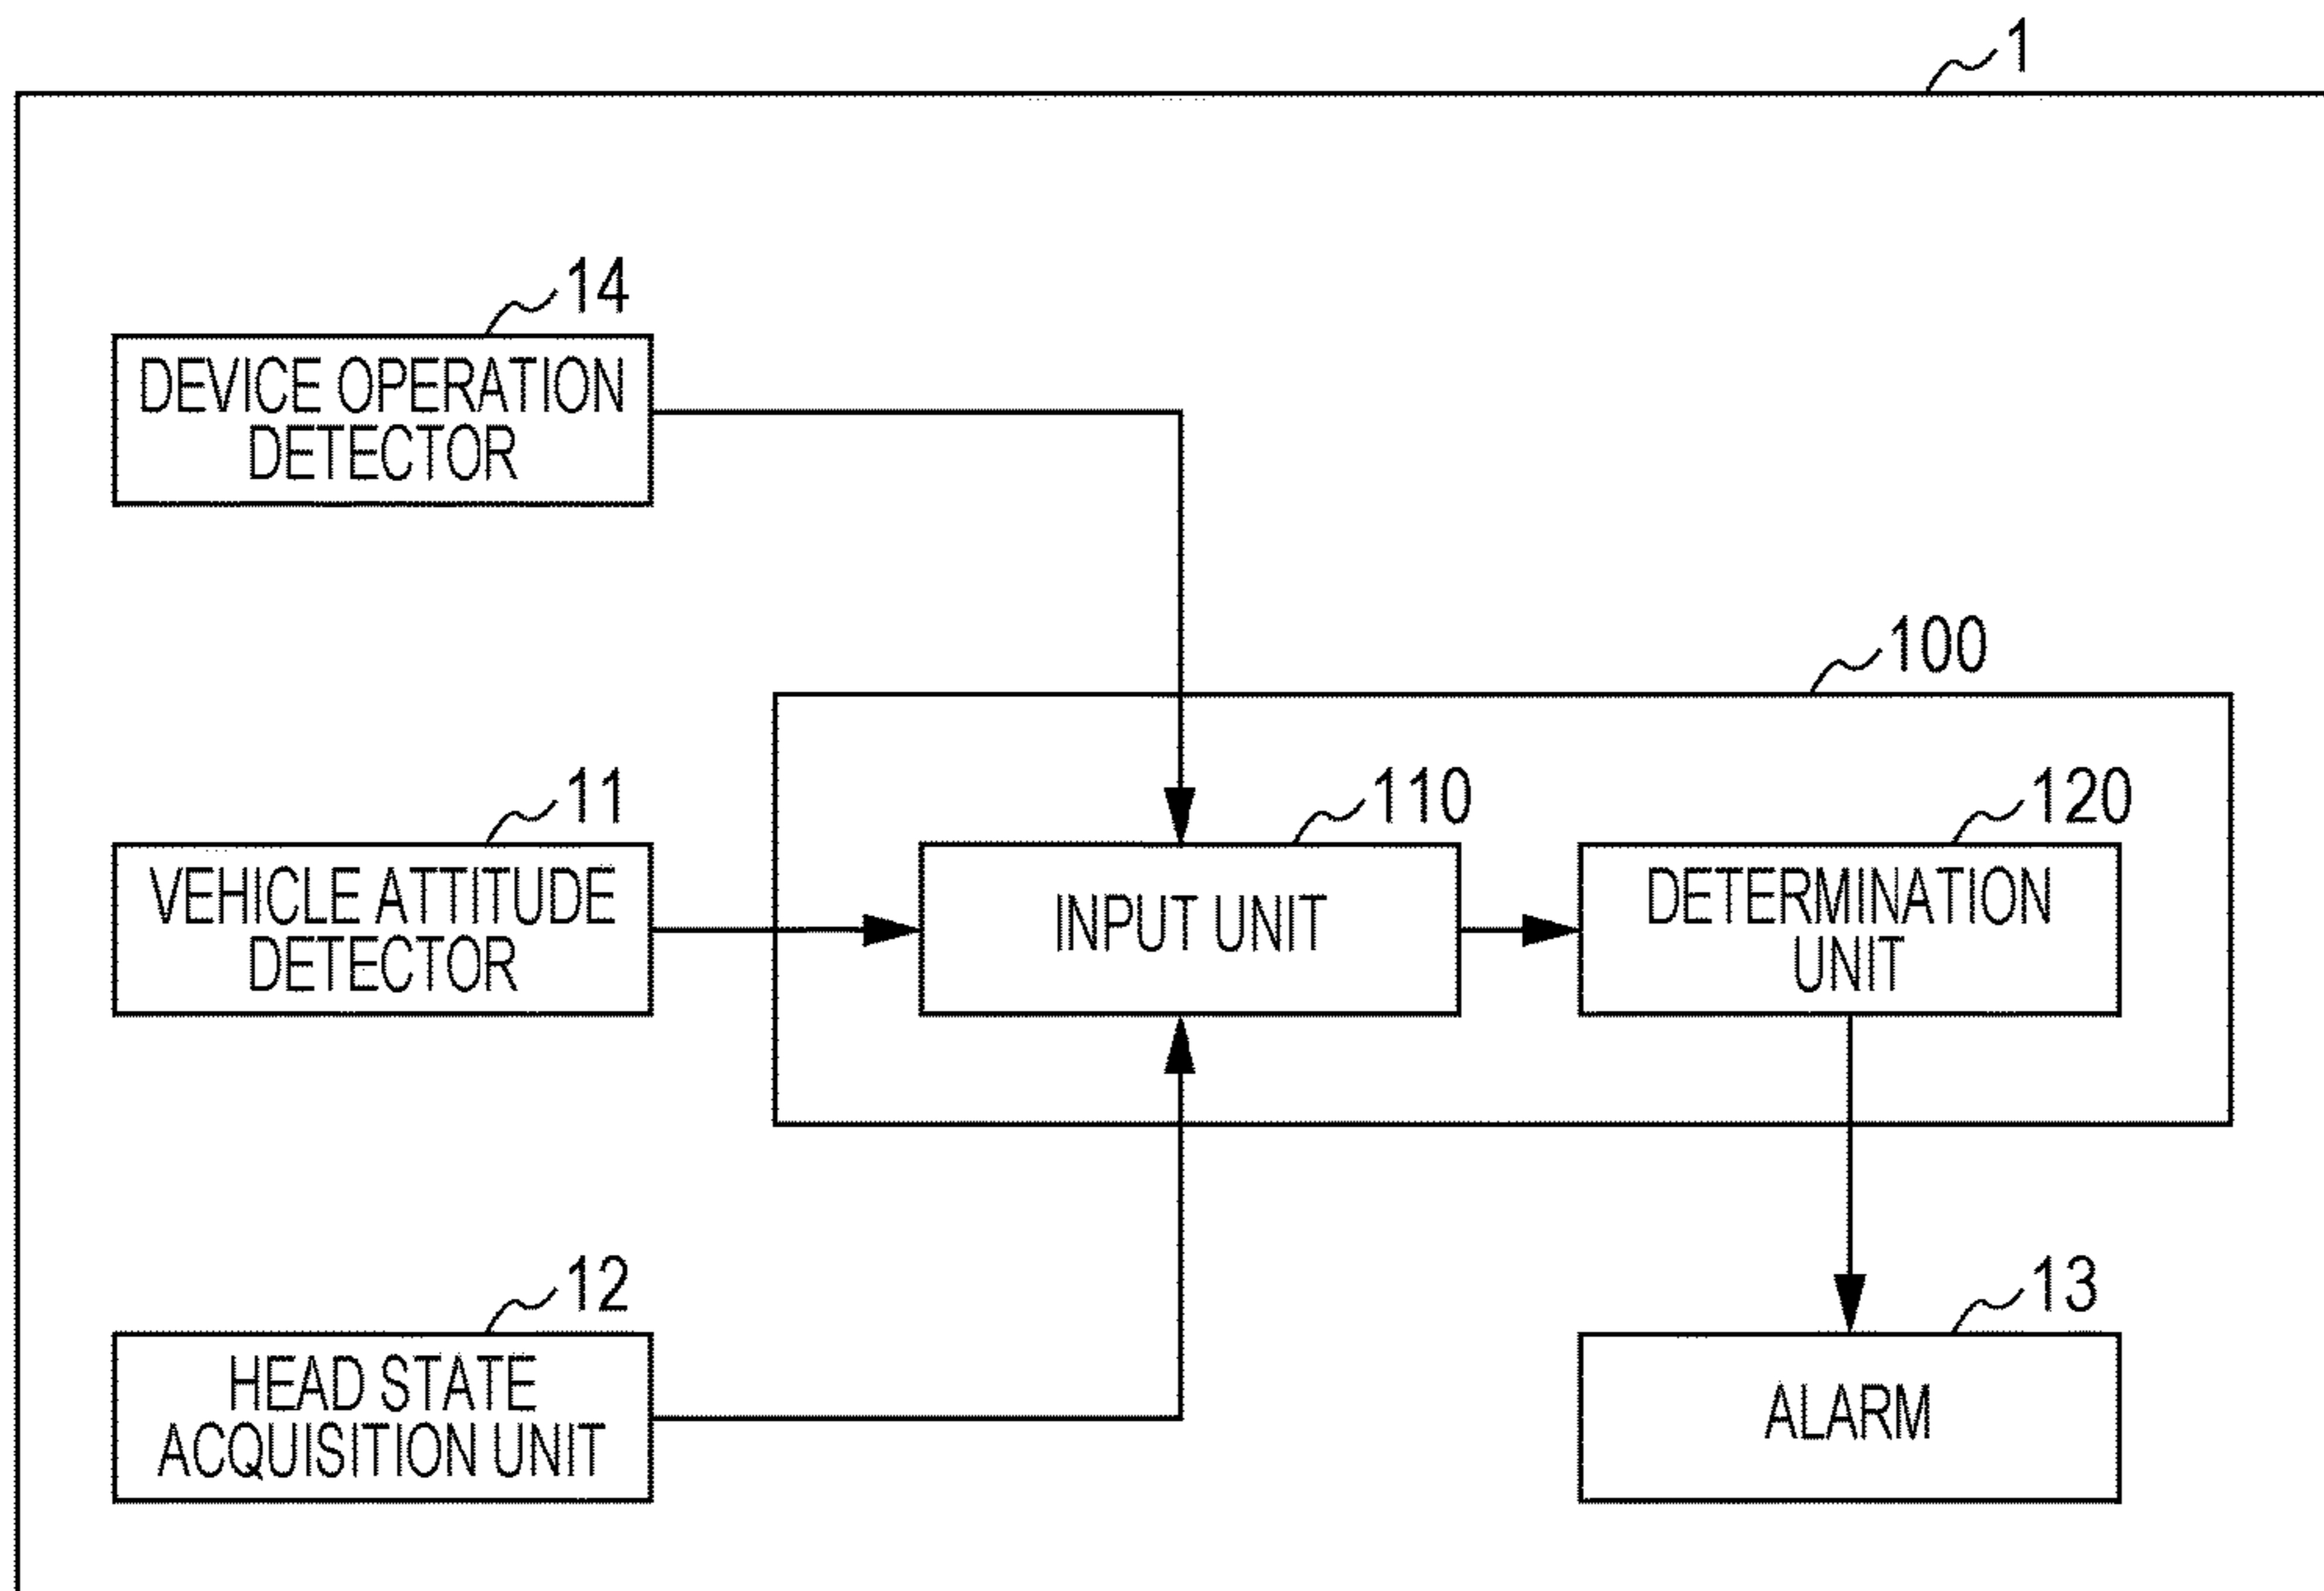 1
14
DEVICE OPERATION
DETECTOR
100
11
110
120
VEHICLE ATTITUDE
DETECTOR
INPUT UNIT
DETERMINATION
UNIT
12
13
HEAD STATE
ACQUISITION UNIT
ALARM